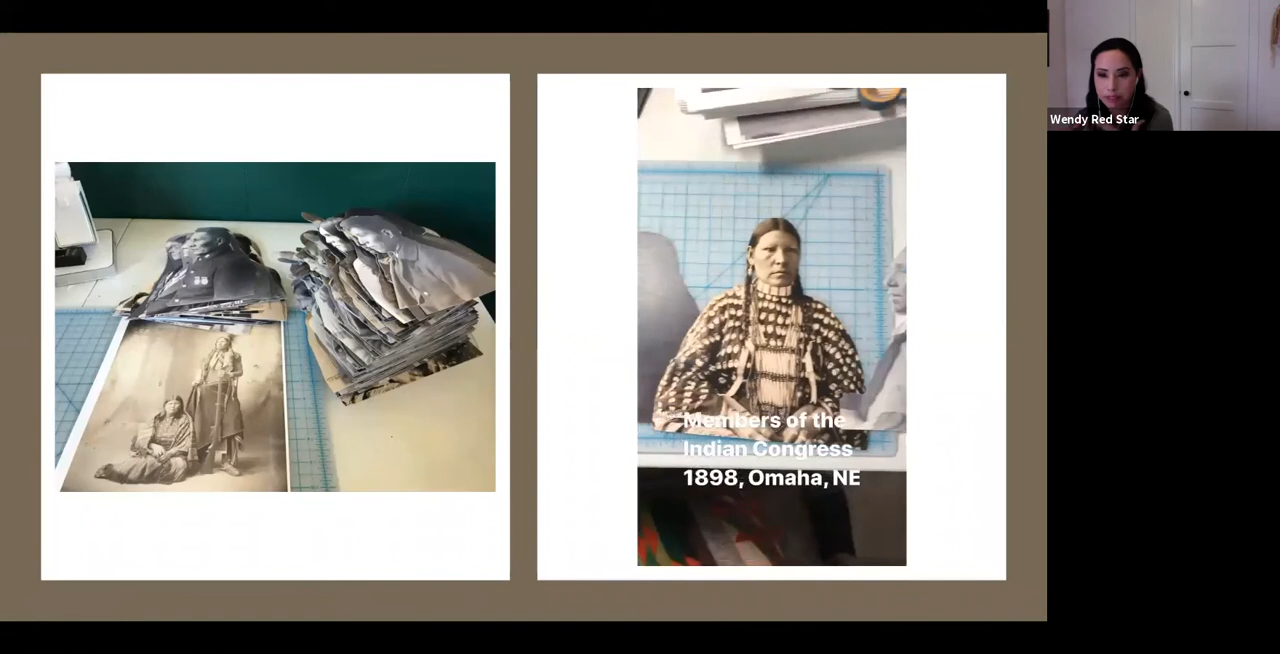 Members of the
Indian Congress
1898, Omaha, NE
Wendy Red Star